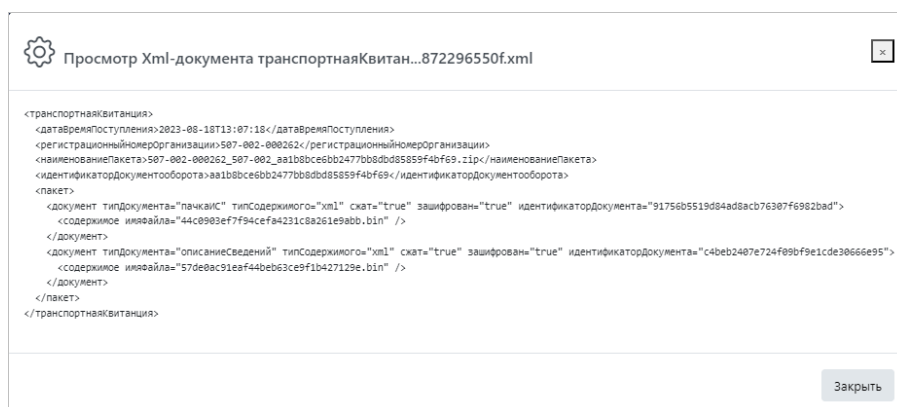 Просмотр Xml-документа транспортнаяКвитан...872296550f.xml
×
<транспортнаяКвитанция>
<датаВремяПоступления>2023-08-18T13:07:18</датаВремяПоступления>
<регистрационныйНомерОрганизации>507-002-000262</регистрационныйНомерОрганизации>
<наименованиеПакета>507-002-000262_507-002_aa1b8bce6bb2477bb8dbd85859f4bf69.zip</наименованиеПакета>
<идентификаторДокументооборота>aa1b8bce6bb2477bb8dbd85859f4bf69</идентификаторДокументооборота>
<пакет>
<документ типДокумента="пачкаИС" типСодержимого="xml" сжат="true" зашифрован="true" идентификаторДокумента="91756b5519d84ad8acb76307f6982bad">
<содержимое имяФайла="44c0903ef7f94cefa4231c8a261e9abb.bin" />
</документ>
<документ типДокумента="описаниеСведений" типСодержимого="xml" сжат="true" зашифрован="true" идентификаторДокумента="c4beb2407e724f09bf9e1cde30666e95">
<содержимое имяФайла="57de0ac91eaf44beb63ce9f1b427129e.bin" />
</документ>
</пакет>
</транспортнаяКвитанция>
Закрыть